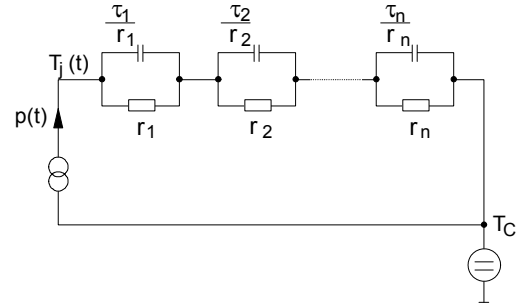 τ1 τ2 τn
r1 r2 rn
Tj (t)
p(t)
r1 r2 rn
TC